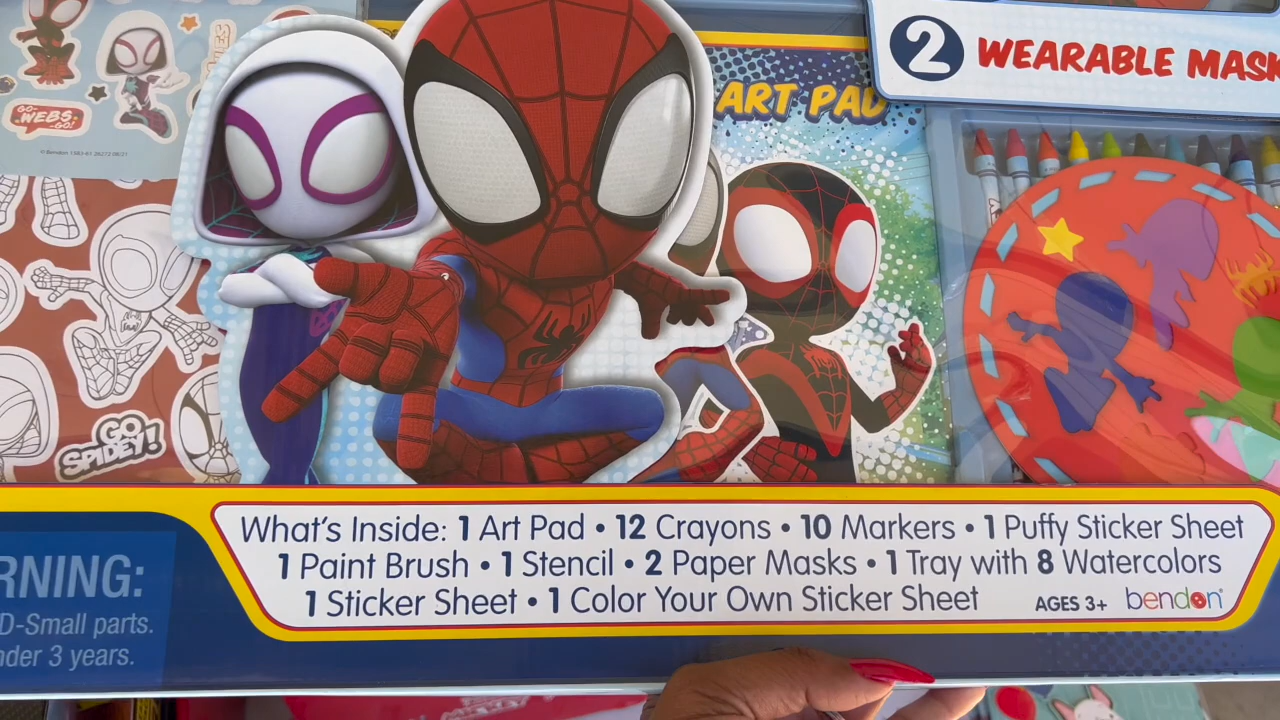 2 WEARABLE MASK
ART PAD
GO-
WEBS
-GO!
GO
SPIDEY!
What's Inside: 1 Art Pad • 12 Crayons • 10 Markers • 1 Puffy Sticker Sheet
1 Paint Brush • 1 Stencil • 2 Paper Masks • 1 Tray with 8 Watercolors
1 Sticker Sheet • 1 Color Your Own Sticker Sheet
AGES 3+ bendon®
RNING:
D-Small parts.
nder 3 years.